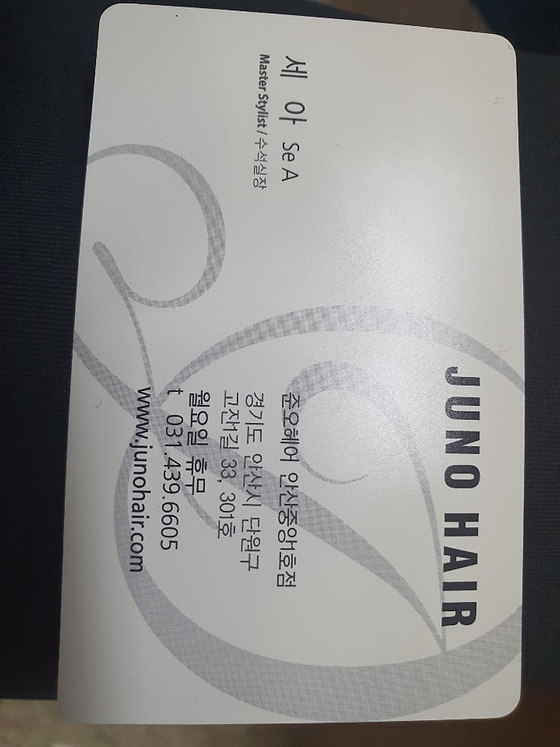 JUNO HAIR
세 아 Se A
Master Stylist / 수석실장
준오헤어 안산중앙1호점
경기도 안산시 단원구
고잔1길 33, 301호
월요일 휴무
t 031.439.6605
www.junohair.com